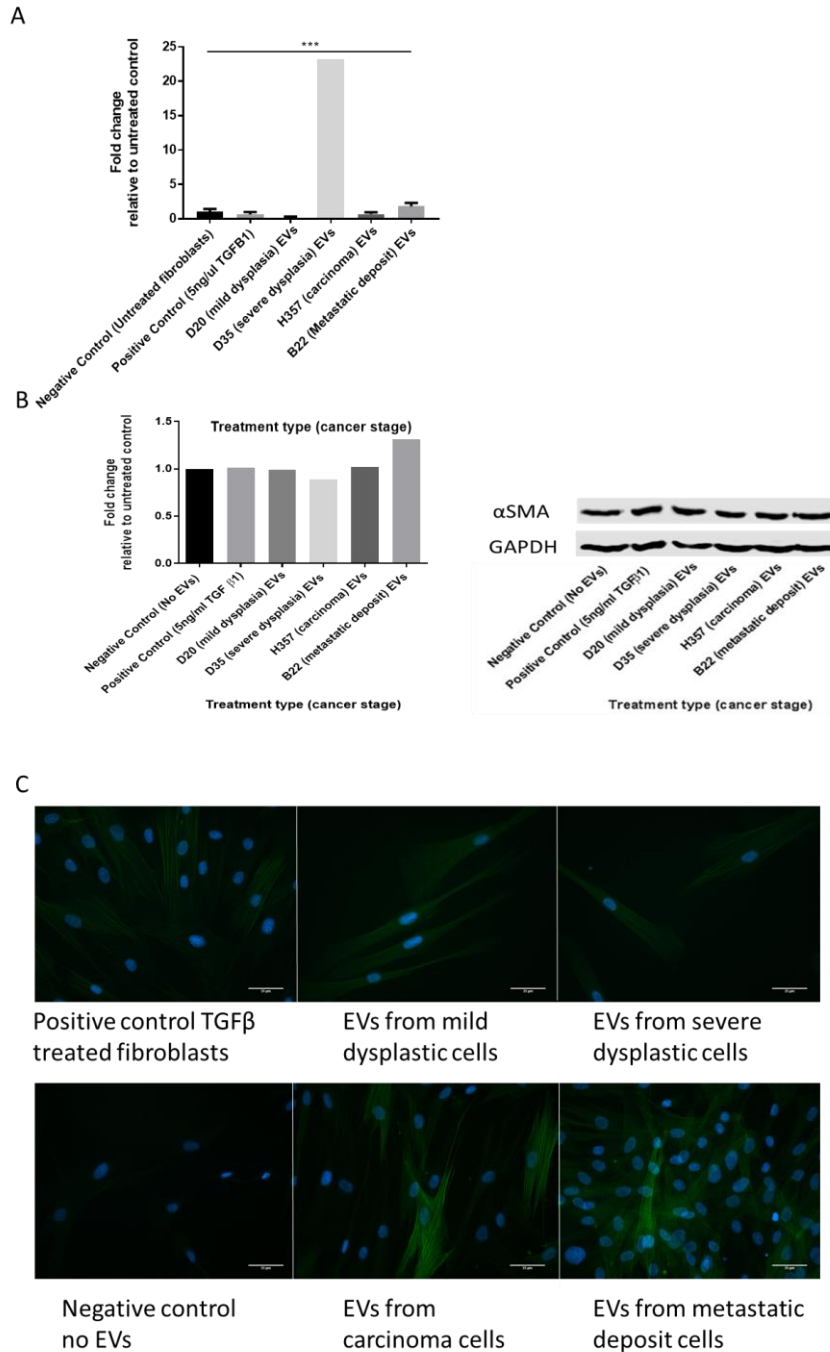 A
***
25
20
15
10
5
0
Fold change
relative to untreated control
Negative Control (Untreated fibroblasts)
Positive Control (5ng/ul TGFB1)
D20 (mild dysplasia) EVs
D35 (severe dysplasia) EVs
H357 (carcinoma) EVs
B22 (Metastatic deposit) EVs
B
Treatment type (cancer stage)
1.5
1.0
0.5
0.0
Fold change
relative to untreated control
Negative Control (No EVs)
Positive Control (5ng/ml TGF β1)
D20 (mild dysplasia) EVs
D35 (severe dysplasia) EVs
H357 (carcinoma) EVs
B22 (metastatic deposit) EVs
Treatment type (cancer stage)
αSMA
GAPDH
Negative Control (No EVs)
Positive Control (5ng/ml TGFβ1)
D20 (mild dysplasia) EVs
D35 (severe dysplasia) EVs
H357 (carcinoma) EVs
B22 (metastatic deposit) EVs
Treatment type (cancer stage)
C
Positive control TGFβ
treated fibroblasts
EVs from mild
dysplastic cells
EVs from severe
dysplastic cells
Negative control
no EVs
EVs from
carcinoma cells
EVs from metastatic
deposit cells